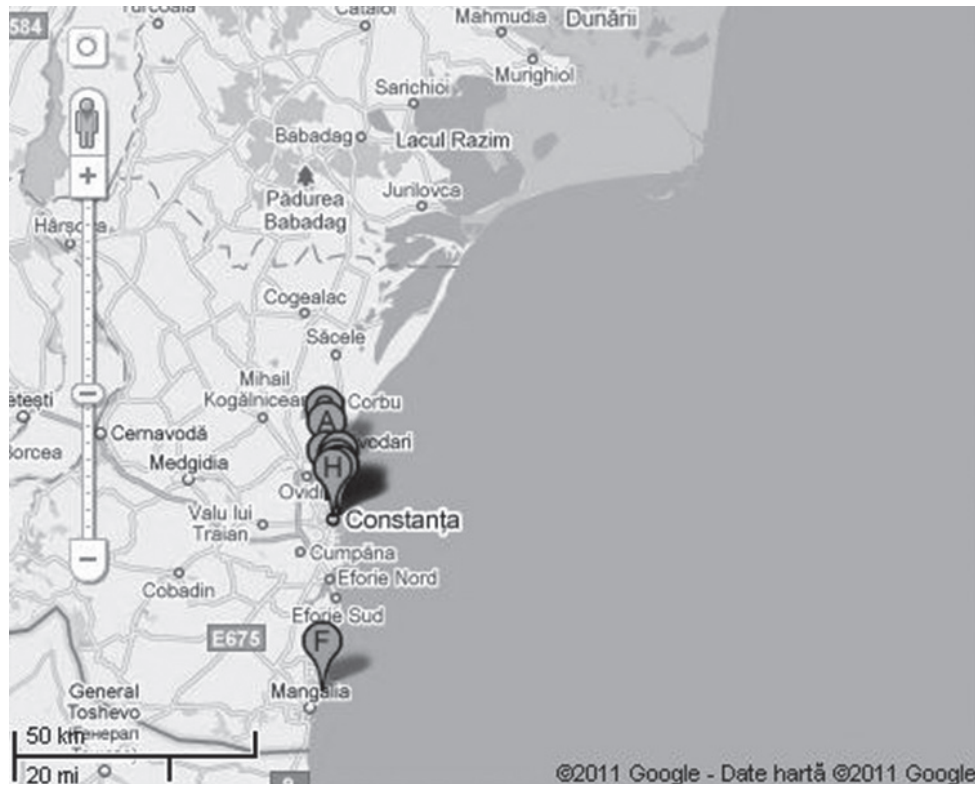 584
Mahmudia
Dunării
Murighiol
Sarichioi
Babadag
Lacul Razim
Pădurea
Babadag
Jurilovca
Hârșova
Cogealac
Săcele
Mihail
Corbu
A
Cernavodă
Medgidia
H
Constanța
Valu lui
Traian
Cumpăna
Cobadin
Eforie Nord
Eforie Sud
E675
F
Mangalia
General
Toshevo
50 km
20 mi
©2011 Google - Date hartă ©2011 Google